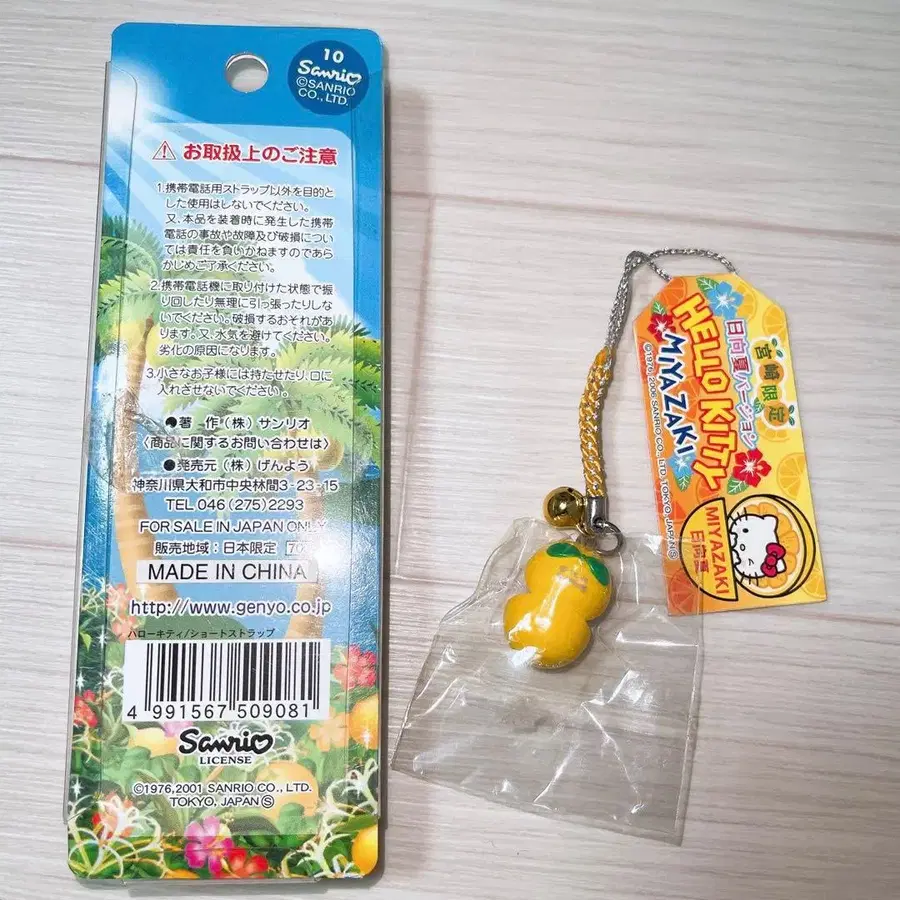 10
Sanrio
©SANRIO
CO., LTD.
お取扱上のご注意
1.携帯電話用ストラップ以外を目的と
した使用はしないでください。
又、本品を装着時に発生した携帯
電話の事故や故障及び破損につい
ては責任を負いかねますのであら
かじめご了承ください。
2.携帯電話機に取り付けた状態で振
り回したり無理に引っ張ったりしな
いでください。破損するおそれがあり
ます。又、水気を避けてください。
劣化の原因になります。
3.小さなお子様には持たせたり、口に
入れさせないでください。
●著 作(株) サンリオ
〈商品に関するお問い合わせは〉
●発売元(株) げんよう
神奈川県大和市中央林間3-23-15
TEL 046(275)2293
FOR SALE IN JAPAN ONLY
販売地域:日本限定 70
MADE IN CHINA
http://www.genyo.co.jp
ハローキティ/ショートストラップ
4 991567 509081
Sanrio
LICENSE
©1976, 2001 SANRIO CO., LTD.
TOKYO, JAPAN Ⓢ
宮崎限定
日向夏バージョン
HELLO KITTY
MIYAZAKI
©1976, 2006 SANRIO CO., LTD. TOKYO, JAPAN Ⓢ
MIYAZAKI
日向夏